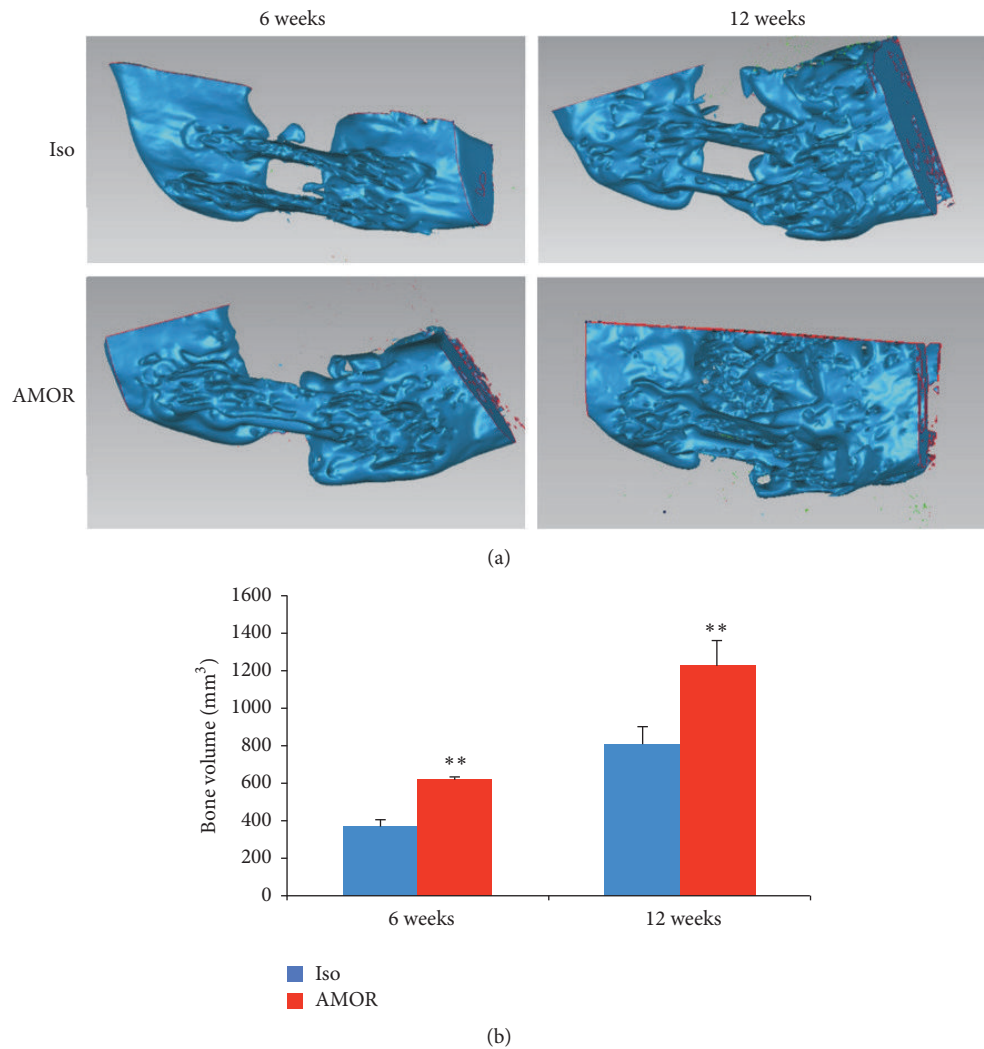 6 weeks 12 weeks
Iso
AMOR
(a)
1600
1400
1200
1000
800
600
400
200
0
Bone volume (mm³)
**
**
6 weeks 12 weeks
Iso
AMOR
(b)